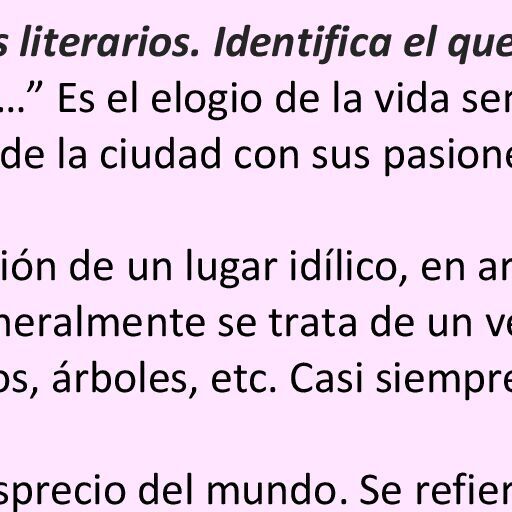 s literarios. Identifica el que
…” Es el elogio de la vida ser
de la ciudad con sus pasione
ión de un lugar idílico, en ar
neralmente se trata de un ve
os, árboles, etc. Casi siempre
sprecio del mundo. Se refier